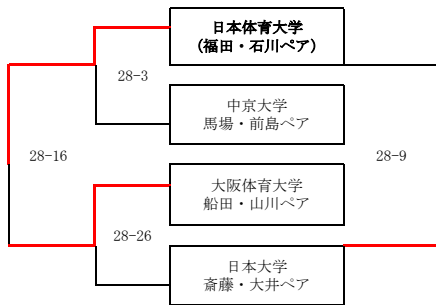 日本体育大学
(福田・石川ペア)
28-3
中京大学
馬場・前島ペア
28-16
28-9
大阪体育大学
船田・山川ペア
28-26
日本大学
斎藤・大井ペア